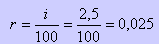 r = i/100 = 2,5/100 = 0,025